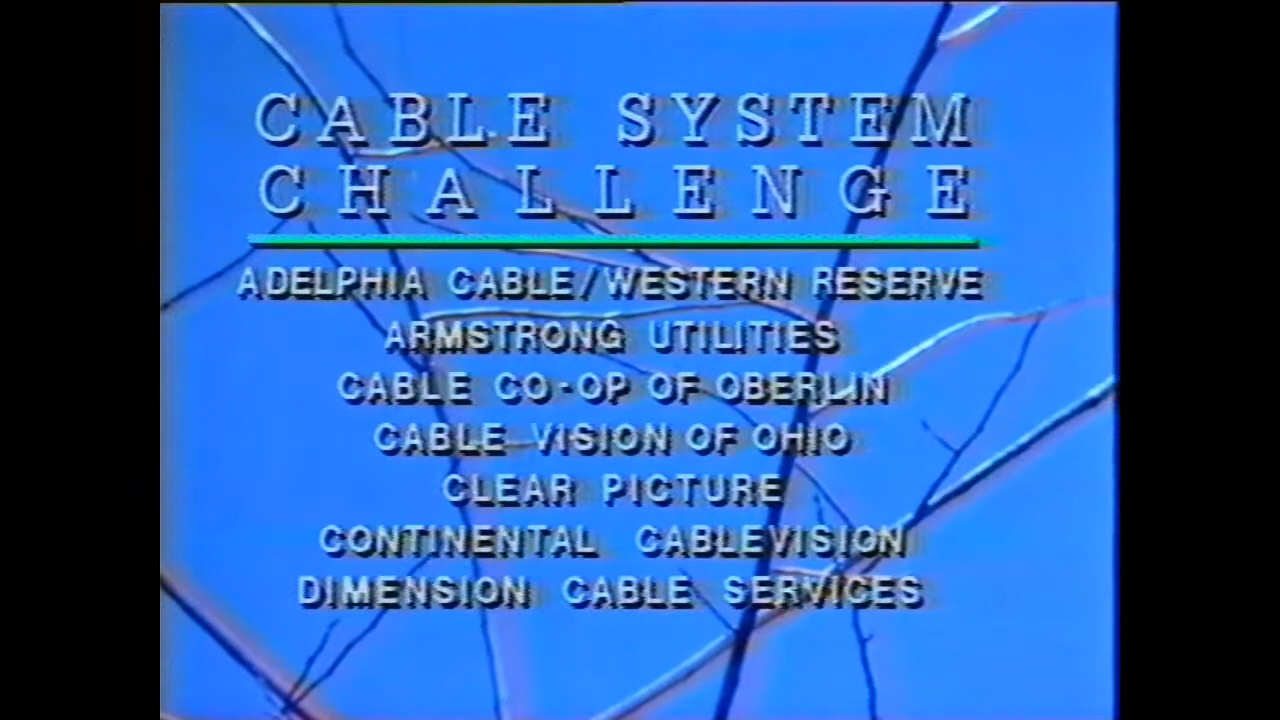 CABLE SYSTEM
CHALLENGE
ADELPHIA CABLE/WESTERN RESERVE
ARMSTRONG UTILITIES
CABLE CO-OP OF OBERLIN
CABLE VISION OF OHIO
CLEAR PICTURE
CONTINENTAL CABLEVISION
DIMENSION CABLE SERVICES